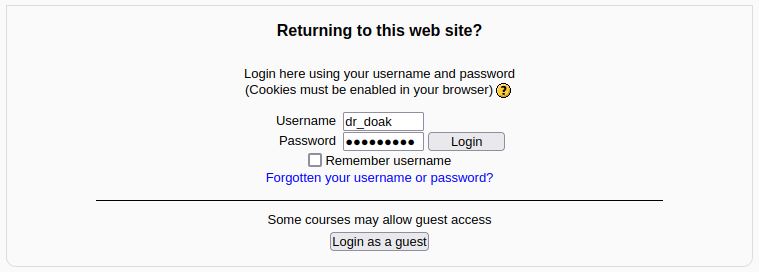 Returning to this web site?
Login here using your username and password
(Cookies must be enabled in your browser) ?
Username dr_doak
Password ●●●●●●●●● Login
Remember username
Forgotten your username or password?
Some courses may allow guest access
Login as a guest